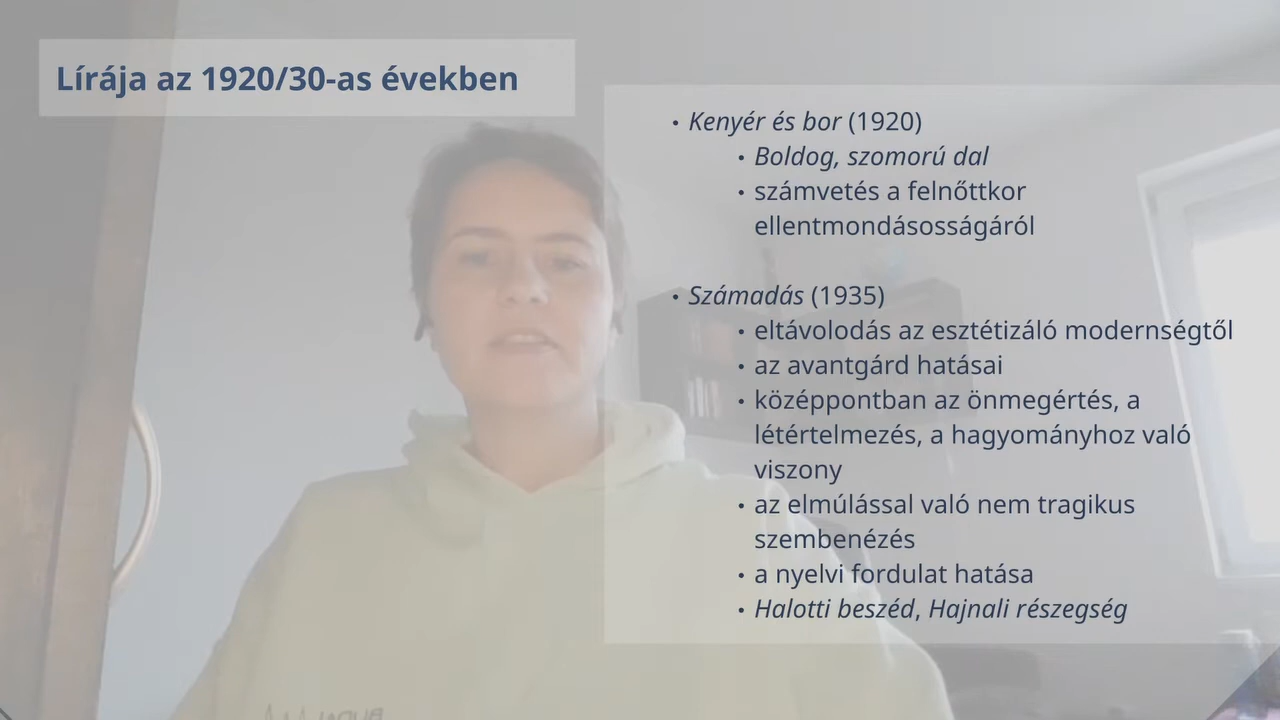 Lírája az 1920/30-as években
• Kenyér és bor (1920)
• Boldog, szomorú dal
• számvetés a felnőttkor
ellentmondásosságáról
• Számadás (1935)
• eltávolodás az esztétizáló modernségtől
• az avantgárd hatásai
• középpontban az önmegértés, a
létértelmezés, a hagyományhoz való
viszony
• az elmúlással való nem tragikus
szembenézés
• a nyelvi fordulat hatása
• Halotti beszéd, Hajnali részegség